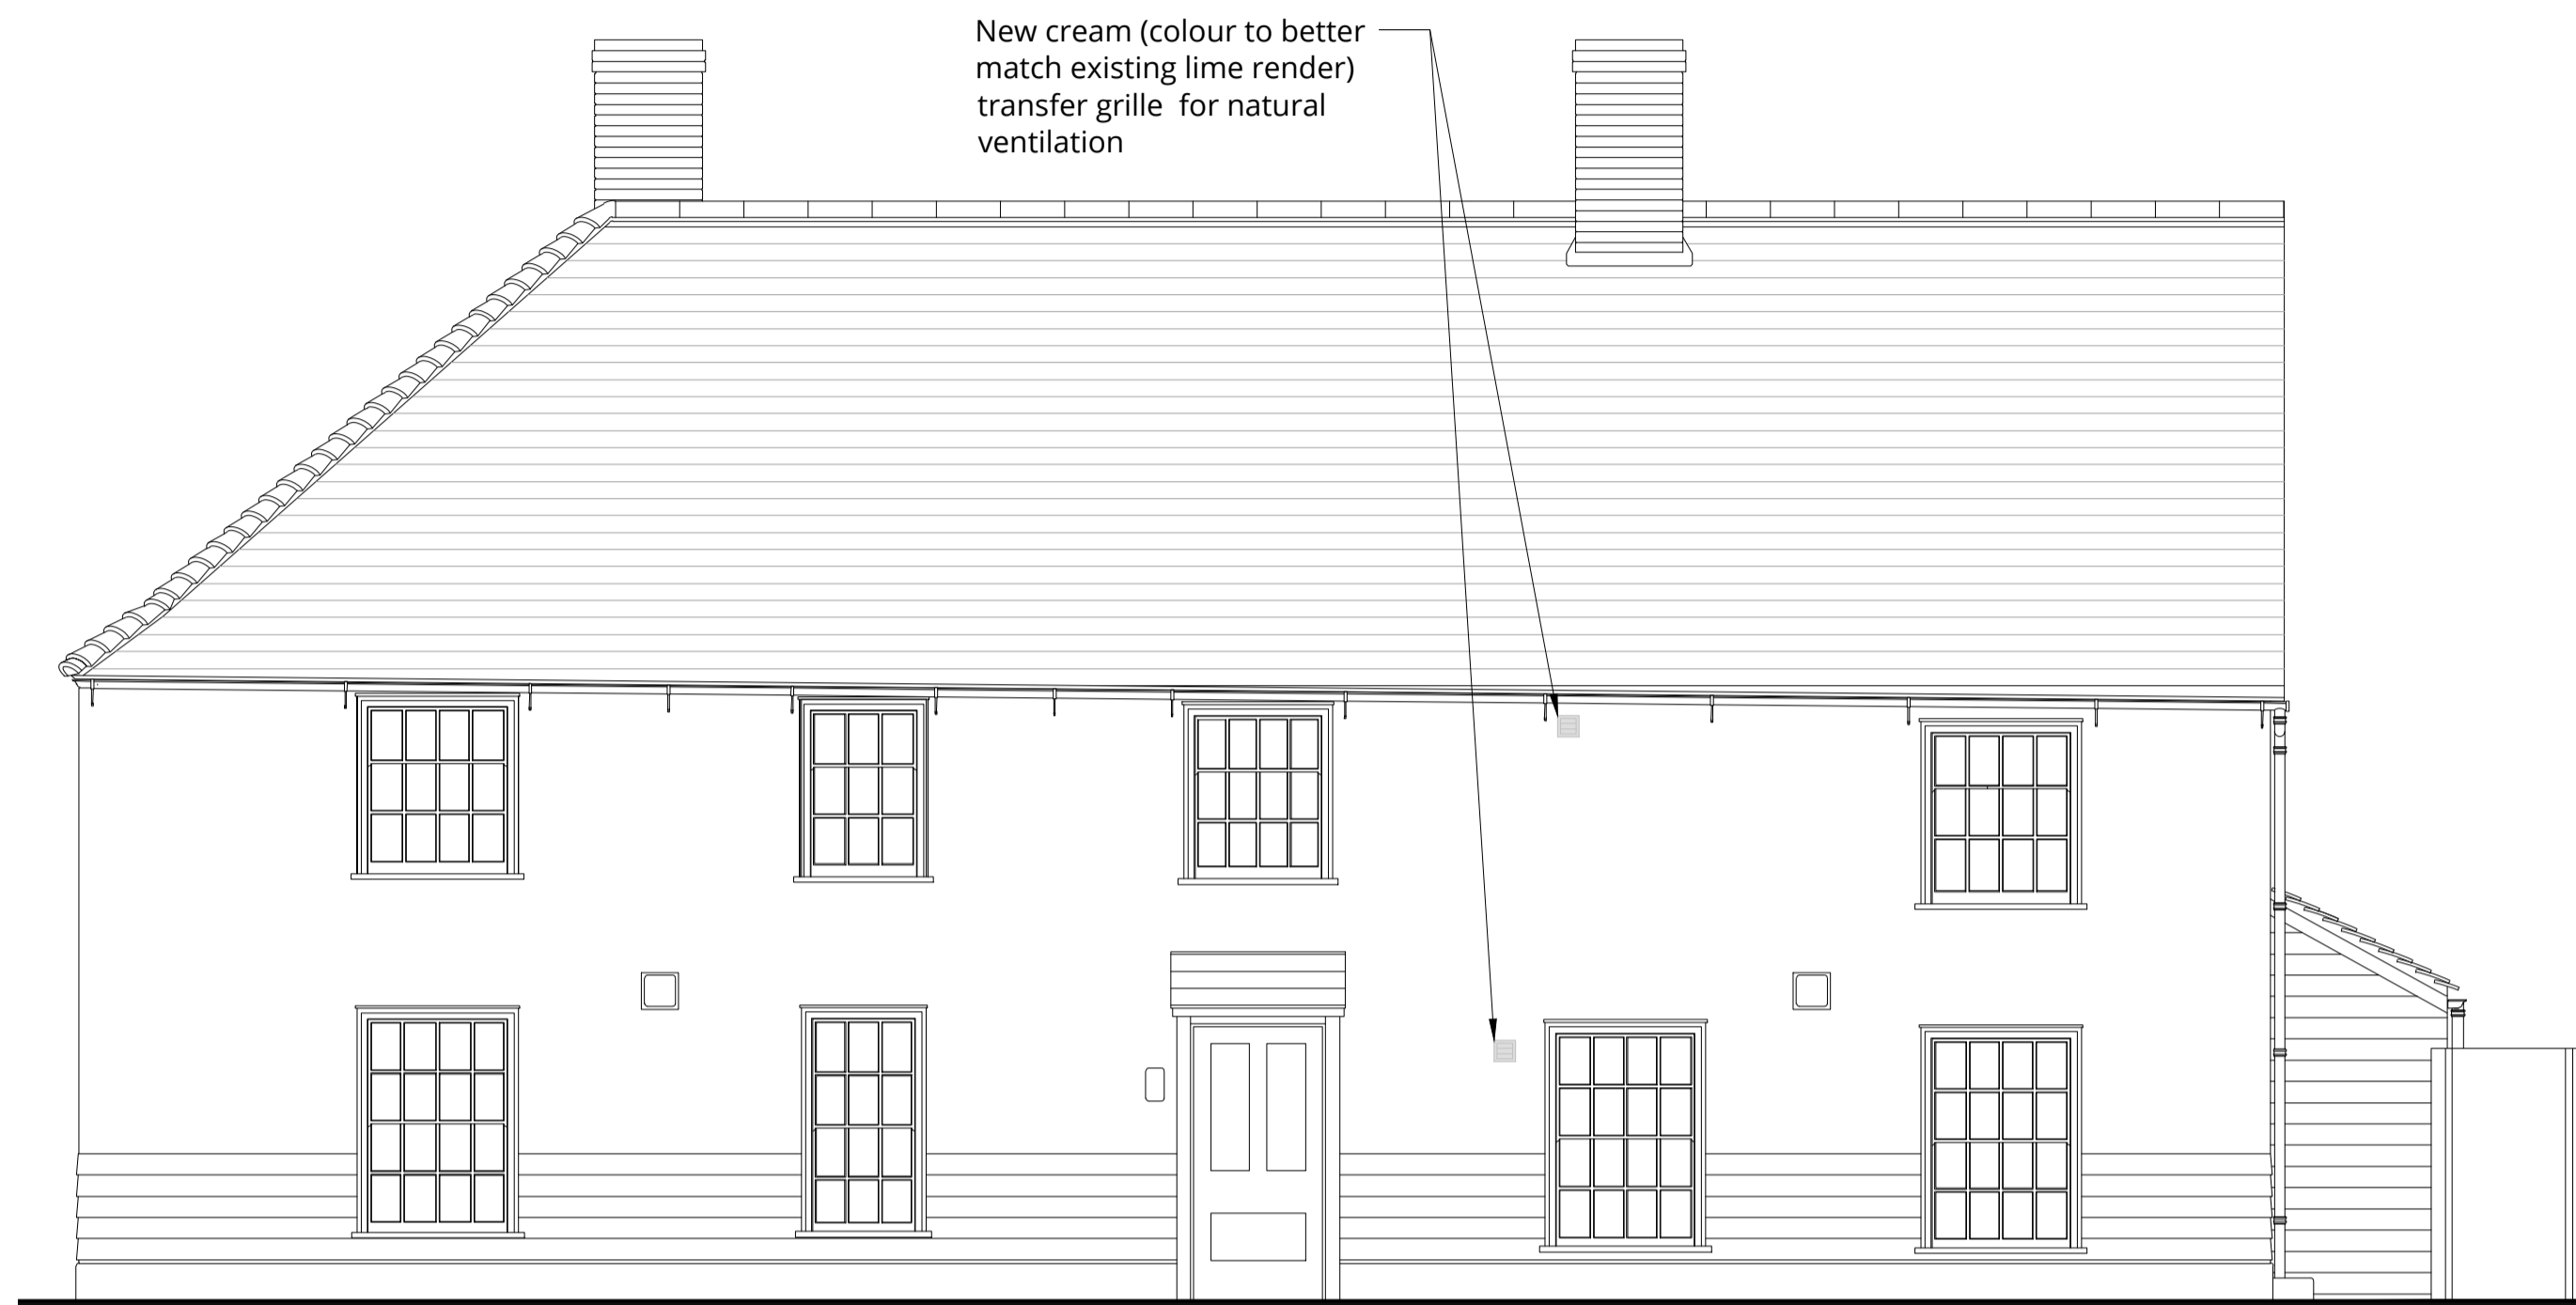 New cream (colour to better
match existing lime render)
transfer grille for natural
ventilation